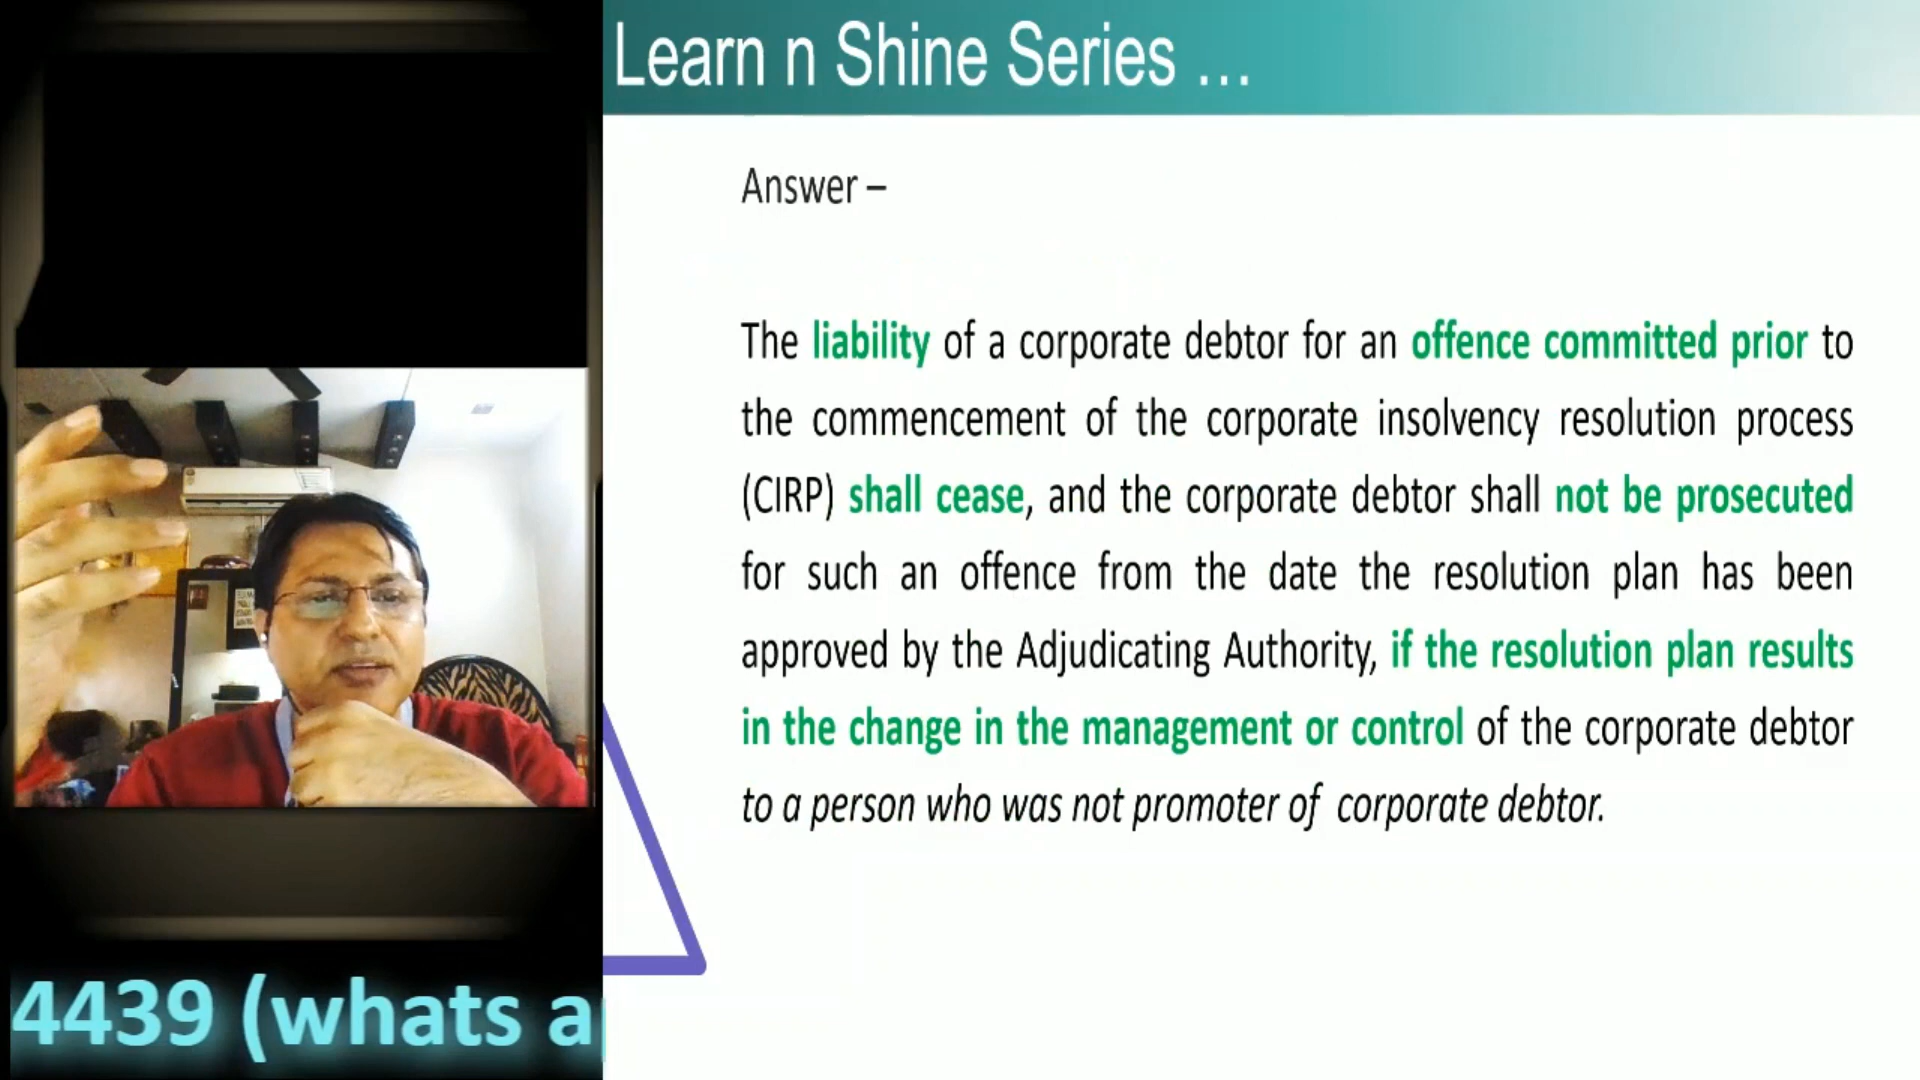 Learn n Shine Series ...
Answer –
The liability of a corporate debtor for an offence committed prior to
the commencement of the corporate insolvency resolution process
(CIRP) shall cease, and the corporate debtor shall not be prosecuted
for such an offence from the date the resolution plan has been
approved by the Adjudicating Authority, if the resolution plan results
in the change in the management or control of the corporate debtor
to a person who was not promoter of corporate debtor.
4439 (whats a